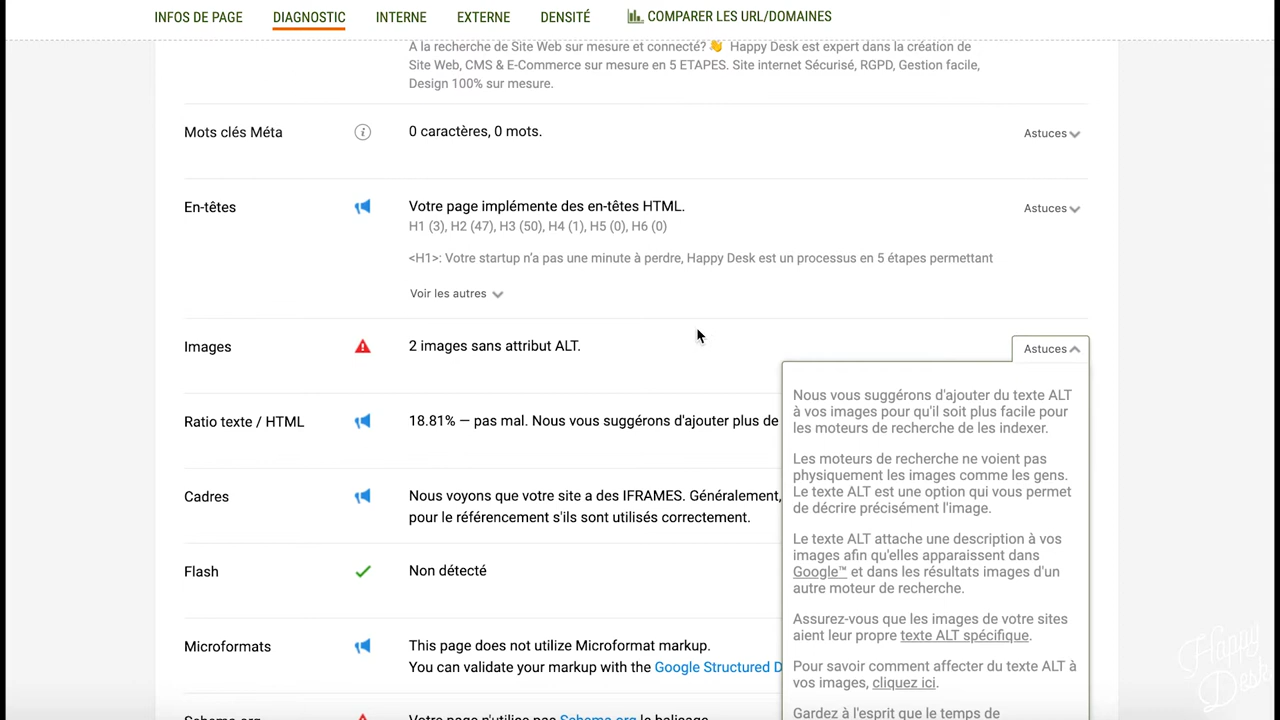 INFOS DE PAGE DIAGNOSTIC INTERNE EXTERNE DENSITÉ COMPARER LES URL/DOMAINES
A la recherche de Site Web sur mesure et connecté? 👋 Happy Desk est expert dans la création de
Site Web, CMS & E-Commerce sur mesure en 5 ETAPES. Site internet Sécurisé, RGPD, Gestion facile,
Design 100% sur mesure.
Mots clés Méta
0 caractères, 0 mots.
Astuces
En-têtes
Votre page implémente des en-têtes HTML.
Astuces
H1 (3), H2 (47), H3 (50), H4 (1), H5 (0), H6 (0)
<H1>: Votre startup n'a pas une minute à perdre, Happy Desk est un processus en 5 étapes permettant
Voir les autres
Images
2 images sans attribut ALT.
Astuces
Nous vous suggérons d'ajouter du texte ALT
à vos images pour qu'il soit plus facile pour
les moteurs de recherche de les indexer.
Les moteurs de recherche ne voient pas
physiquement les images comme les gens.
Le texte ALT est une option qui vous permet
de décrire précisément l'image.
Le texte ALT attache une description à vos
images afin qu'elles apparaissent dans
Google™ et dans les résultats images d'un
autre moteur de recherche.
Assurez-vous que les images de votre sites
aient leur propre texte ALT spécifique.
Pour savoir comment affecter du texte ALT à
vos images, cliquez ici.
Gardez à l'esprit que le temps de
Ratio texte / HTML
18.81% — pas mal. Nous vous suggérons d'ajouter plus de
Cadres
Nous voyons que votre site a des IFRAMES. Généralement,
pour le référencement s'ils sont utilisés correctement.
Flash
Non détecté
Microformats
This page does not utilize Microformat markup.
You can validate your markup with the Google Structured D
Schema.org
Votre page n'utilise pas Schema.org le balisage.
Happy
Desk